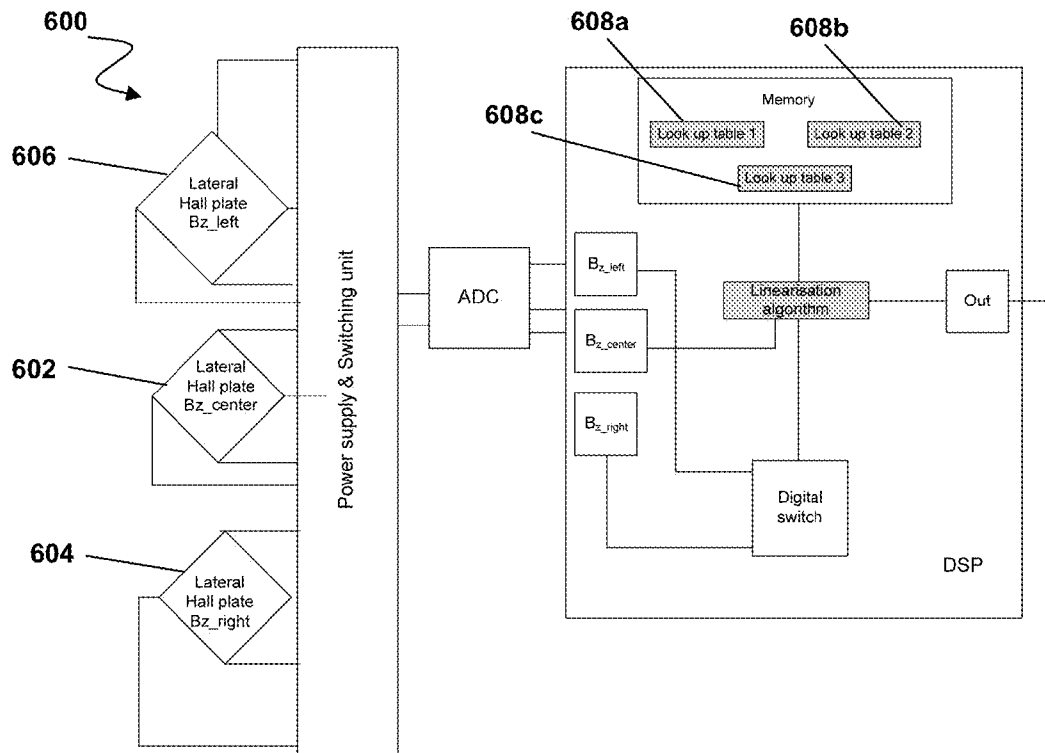 600
606
Lateral
Hall plate
Bz_left
602
Lateral
Hall plate
Bz_center
604
Lateral
Hall plate
Bz_right
Power supply & Switching unit
ADC
608a
608b
608c
Memory
Look up table 1
Look up table 2
Look up table 3
Bz_left
Bz_center
Bz_right
Linearisation
algorithm
Out
Digital
switch
DSP